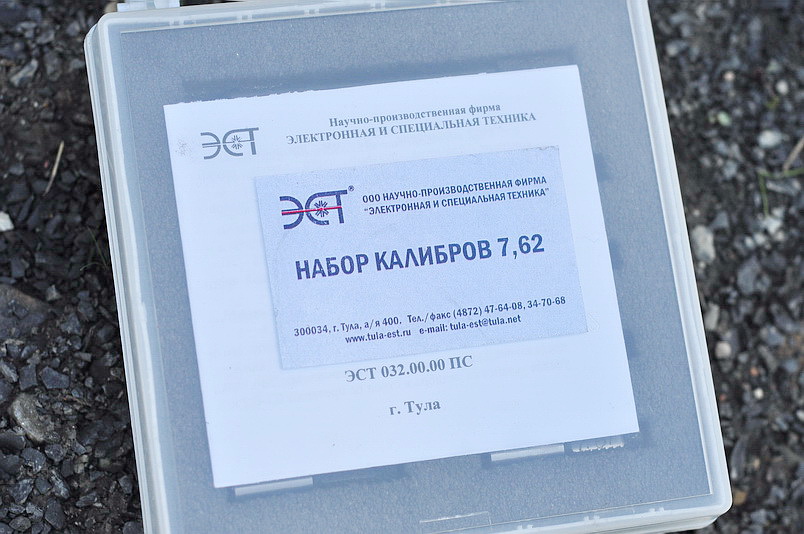 Научно-производственная фирма
ЭСТ ЭЛЕКТРОННАЯ И СПЕЦИАЛЬНАЯ ТЕХНИКА
ЭСТ® ООО НАУЧНО-ПРОИЗВОДСТВЕННАЯ ФИРМА
"ЭЛЕКТРОННАЯ И СПЕЦИАЛЬНАЯ ТЕХНИКА"
НАБОР КАЛИБРОВ 7,62
300034, г. Тула, а/я 400. Тел./факс (4872) 47-64-08, 34-70-68
www.tula-est.ru e-mail: tula-est@tula.net
ЭСТ 032.00.00 ПС
г. Тула